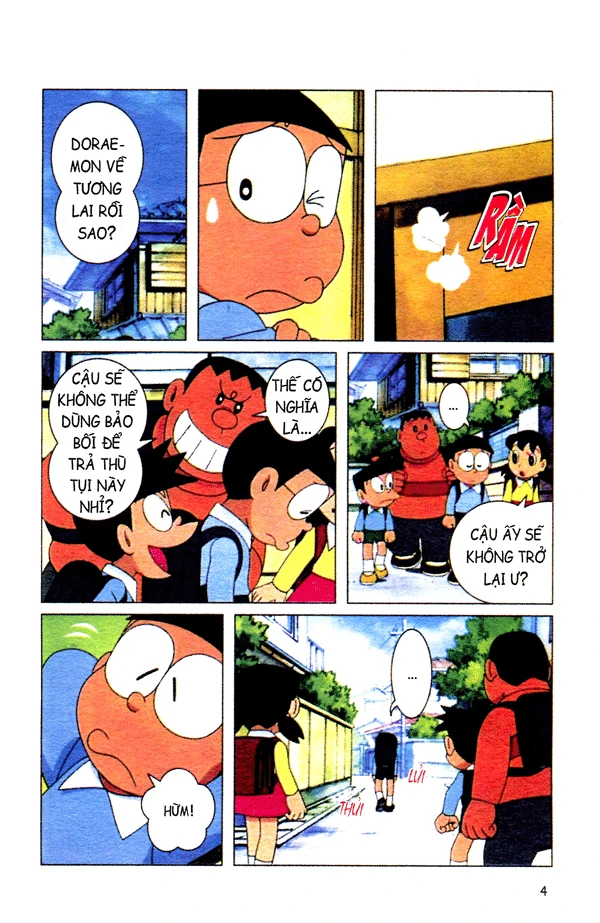 DORAE-
MON VỀ
TƯƠNG
LAI RỒI
SAO?
RẦM
CẬU SẼ
KHÔNG THỂ
DÙNG BẢO
BỐI ĐỂ
TRẢ THÙ
TỤI NÀY
NHỈ?
THẾ CÓ
NGHĨA
LÀ...
...
CẬU ẤY SẼ
KHÔNG TRỞ
LẠI Ư?
HỪM!
...
LỦI
THỦI
4